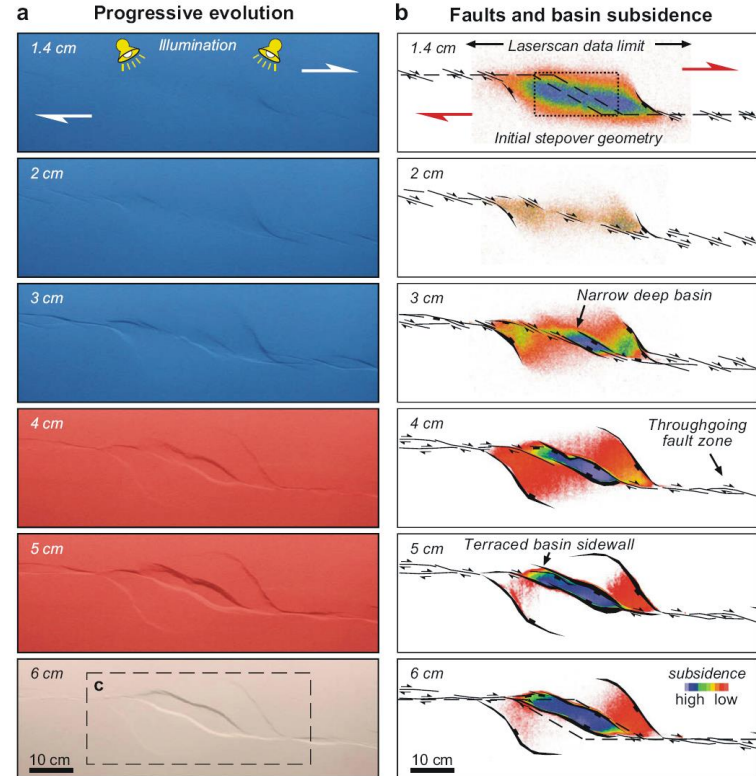 a
Progressive evolution
1.4 cm
Illumination
2 cm
3 cm
4 cm
5 cm
6 cm
c
10 cm
b
Faults and basin subsidence
1.4 cm
Laserscan data limit
Initial stepover geometry
2 cm
3 cm
Narrow deep basin
4 cm
Throughgoing
fault zone
5 cm
Terraced basin sidewall
6 cm
subsidence
high low
10 cm